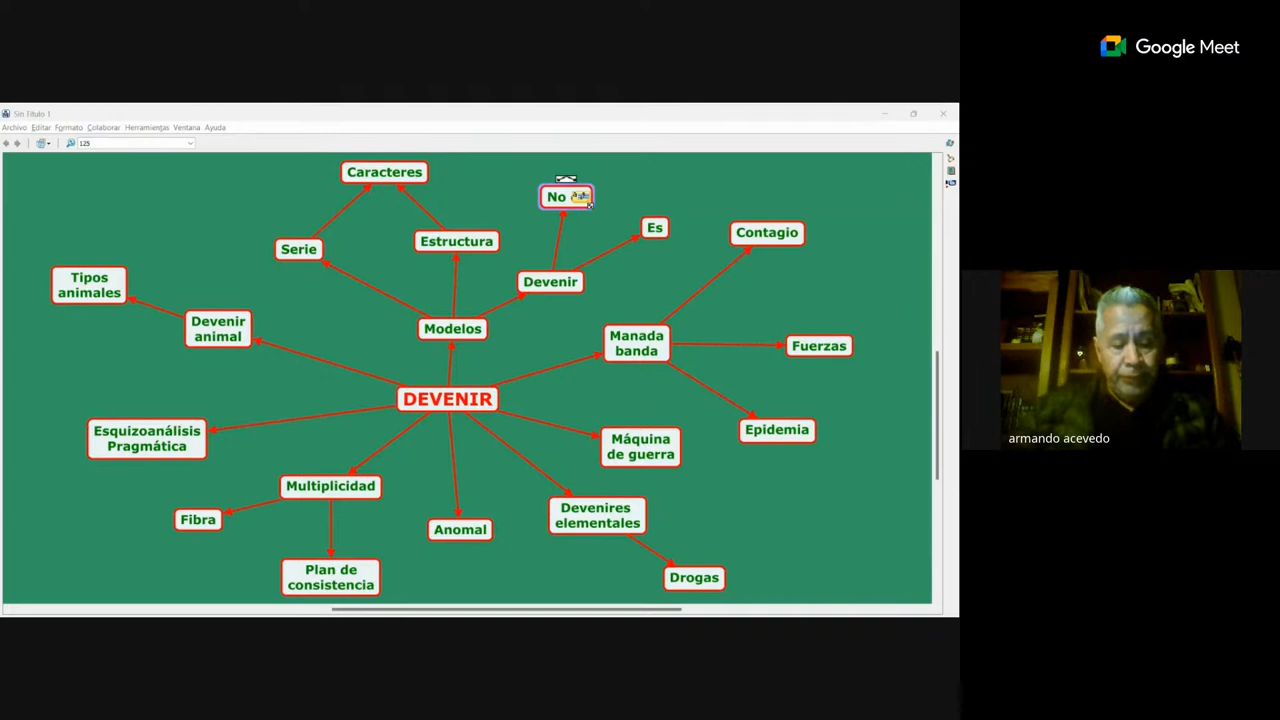 Google Meet
Sin Título 1
Archivo Editar Formato Colaborar Herramientas Ventana Ayuda
125
Caracteres
No
Es
Contagio
Serie
Estructura
Devenir
Tipos
animales
Devenir
animal
Modelos
Manada
banda
Fuerzas
DEVENIR
Esquizoanálisis
Pragmática
Máquina
de guerra
Epidemia
Multiplicidad
Fibra
Anomal
Devenires
elementales
Plan de
consistencia
Drogas
armando acevedo